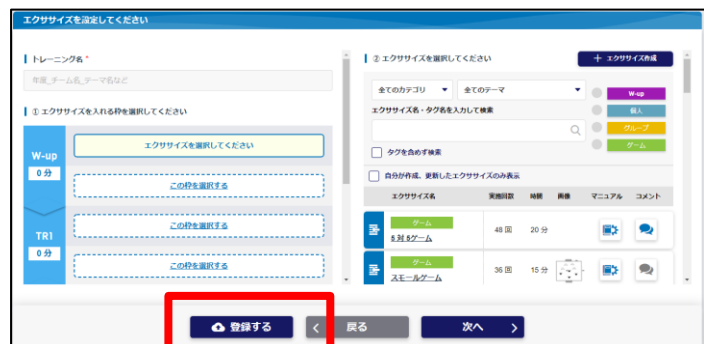 エクササイズを設定してください
トレーニング名 *
年度_チーム名_テーマ名など
① エクササイズを入れる枠を選択してください
W-up
0 分
エクササイズを選択してください
この枠を選択する
TR1
0 分
この枠を選択する
この枠を選択する
② エクササイズを選択してください
+ エクササイズ作成
全てのカテゴリ ▼
全てのテーマ ▼
エクササイズ名・タグ名を入力して検索
タグを含めず検索
W-up
個人
グループ
ゲーム
自分が作成、更新したエクササイズのみ表示
エクササイズ名 実施回数 時間 画像 マニュアル コメント
ゲーム
5 対 5ゲーム
48 回 20 分
ゲーム
スモールゲーム
36 回 15 分
登録する
戻る
次へ